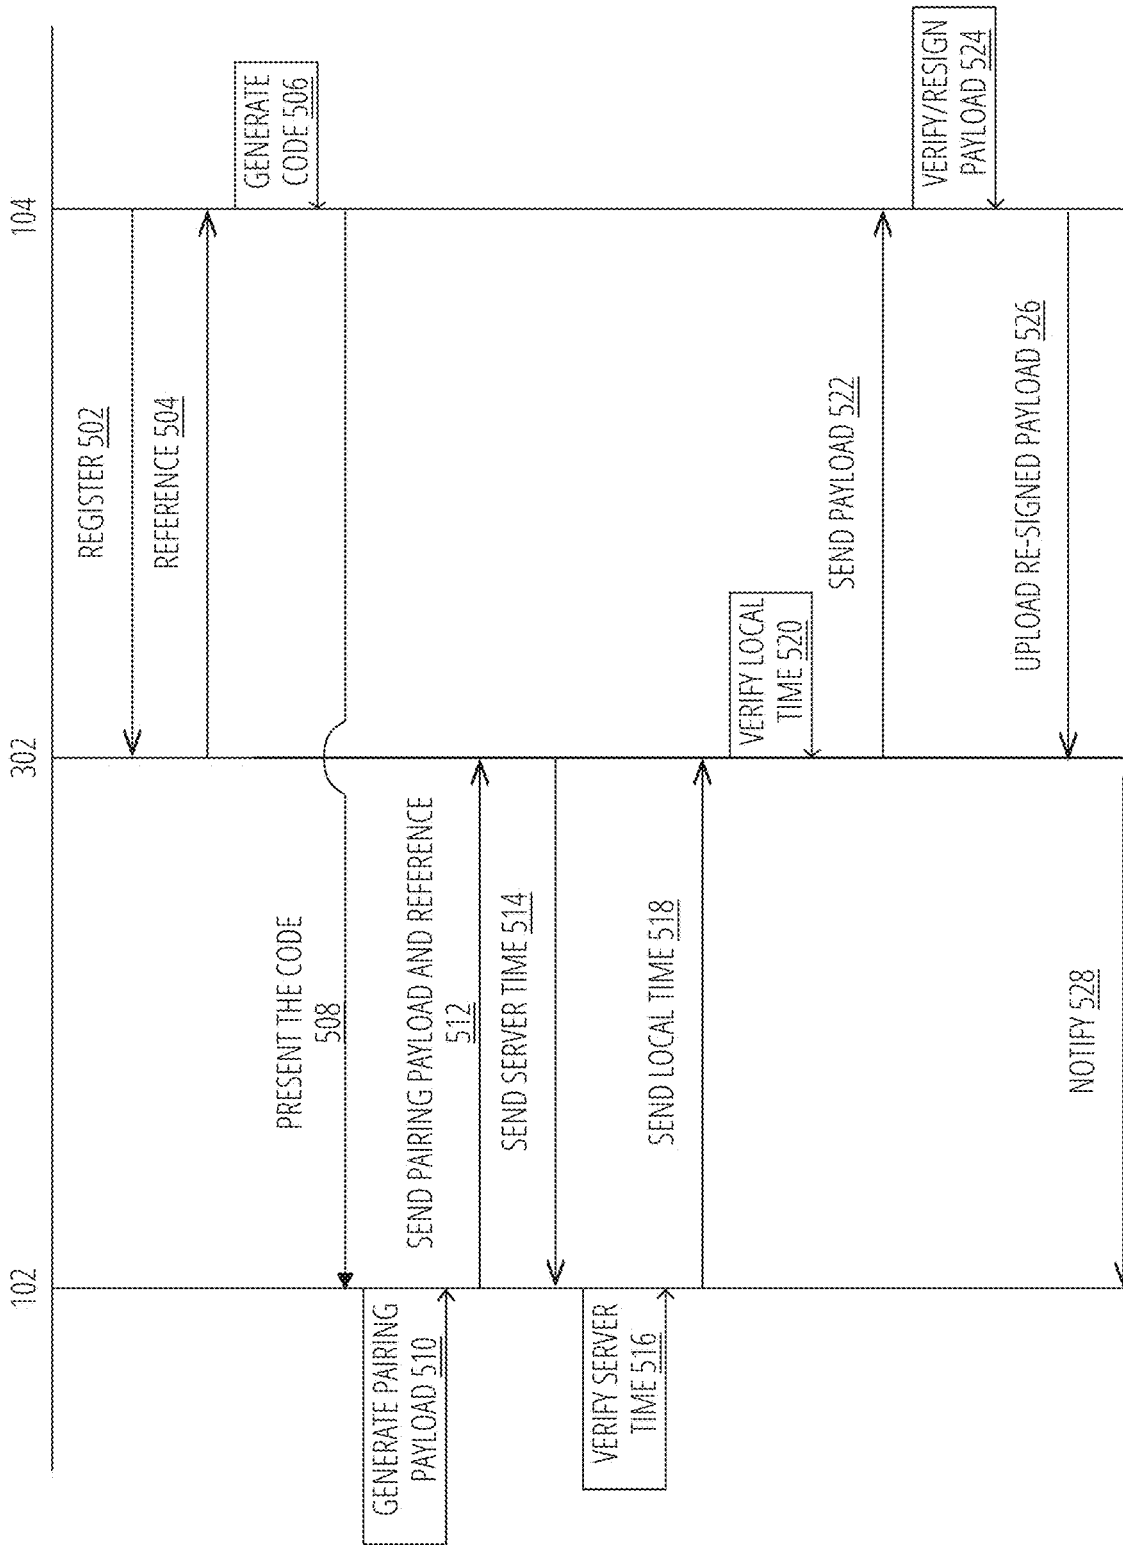 102
302
104
REGISTER 502
REFERENCE 504
GENERATE
CODE 506
PRESENT THE CODE
508
GENERATE PAIRING
PAYLOAD 510
SEND PAIRING PAYLOAD AND REFERENCE
512
SEND SERVER TIME 514
VERIFY SERVER
TIME 516
SEND LOCAL TIME 518
VERIFY LOCAL
TIME 520
SEND PAYLOAD 522
VERIFY/RESIGN
PAYLOAD 524
UPLOAD RE-SIGNED PAYLOAD 526
NOTIFY 528